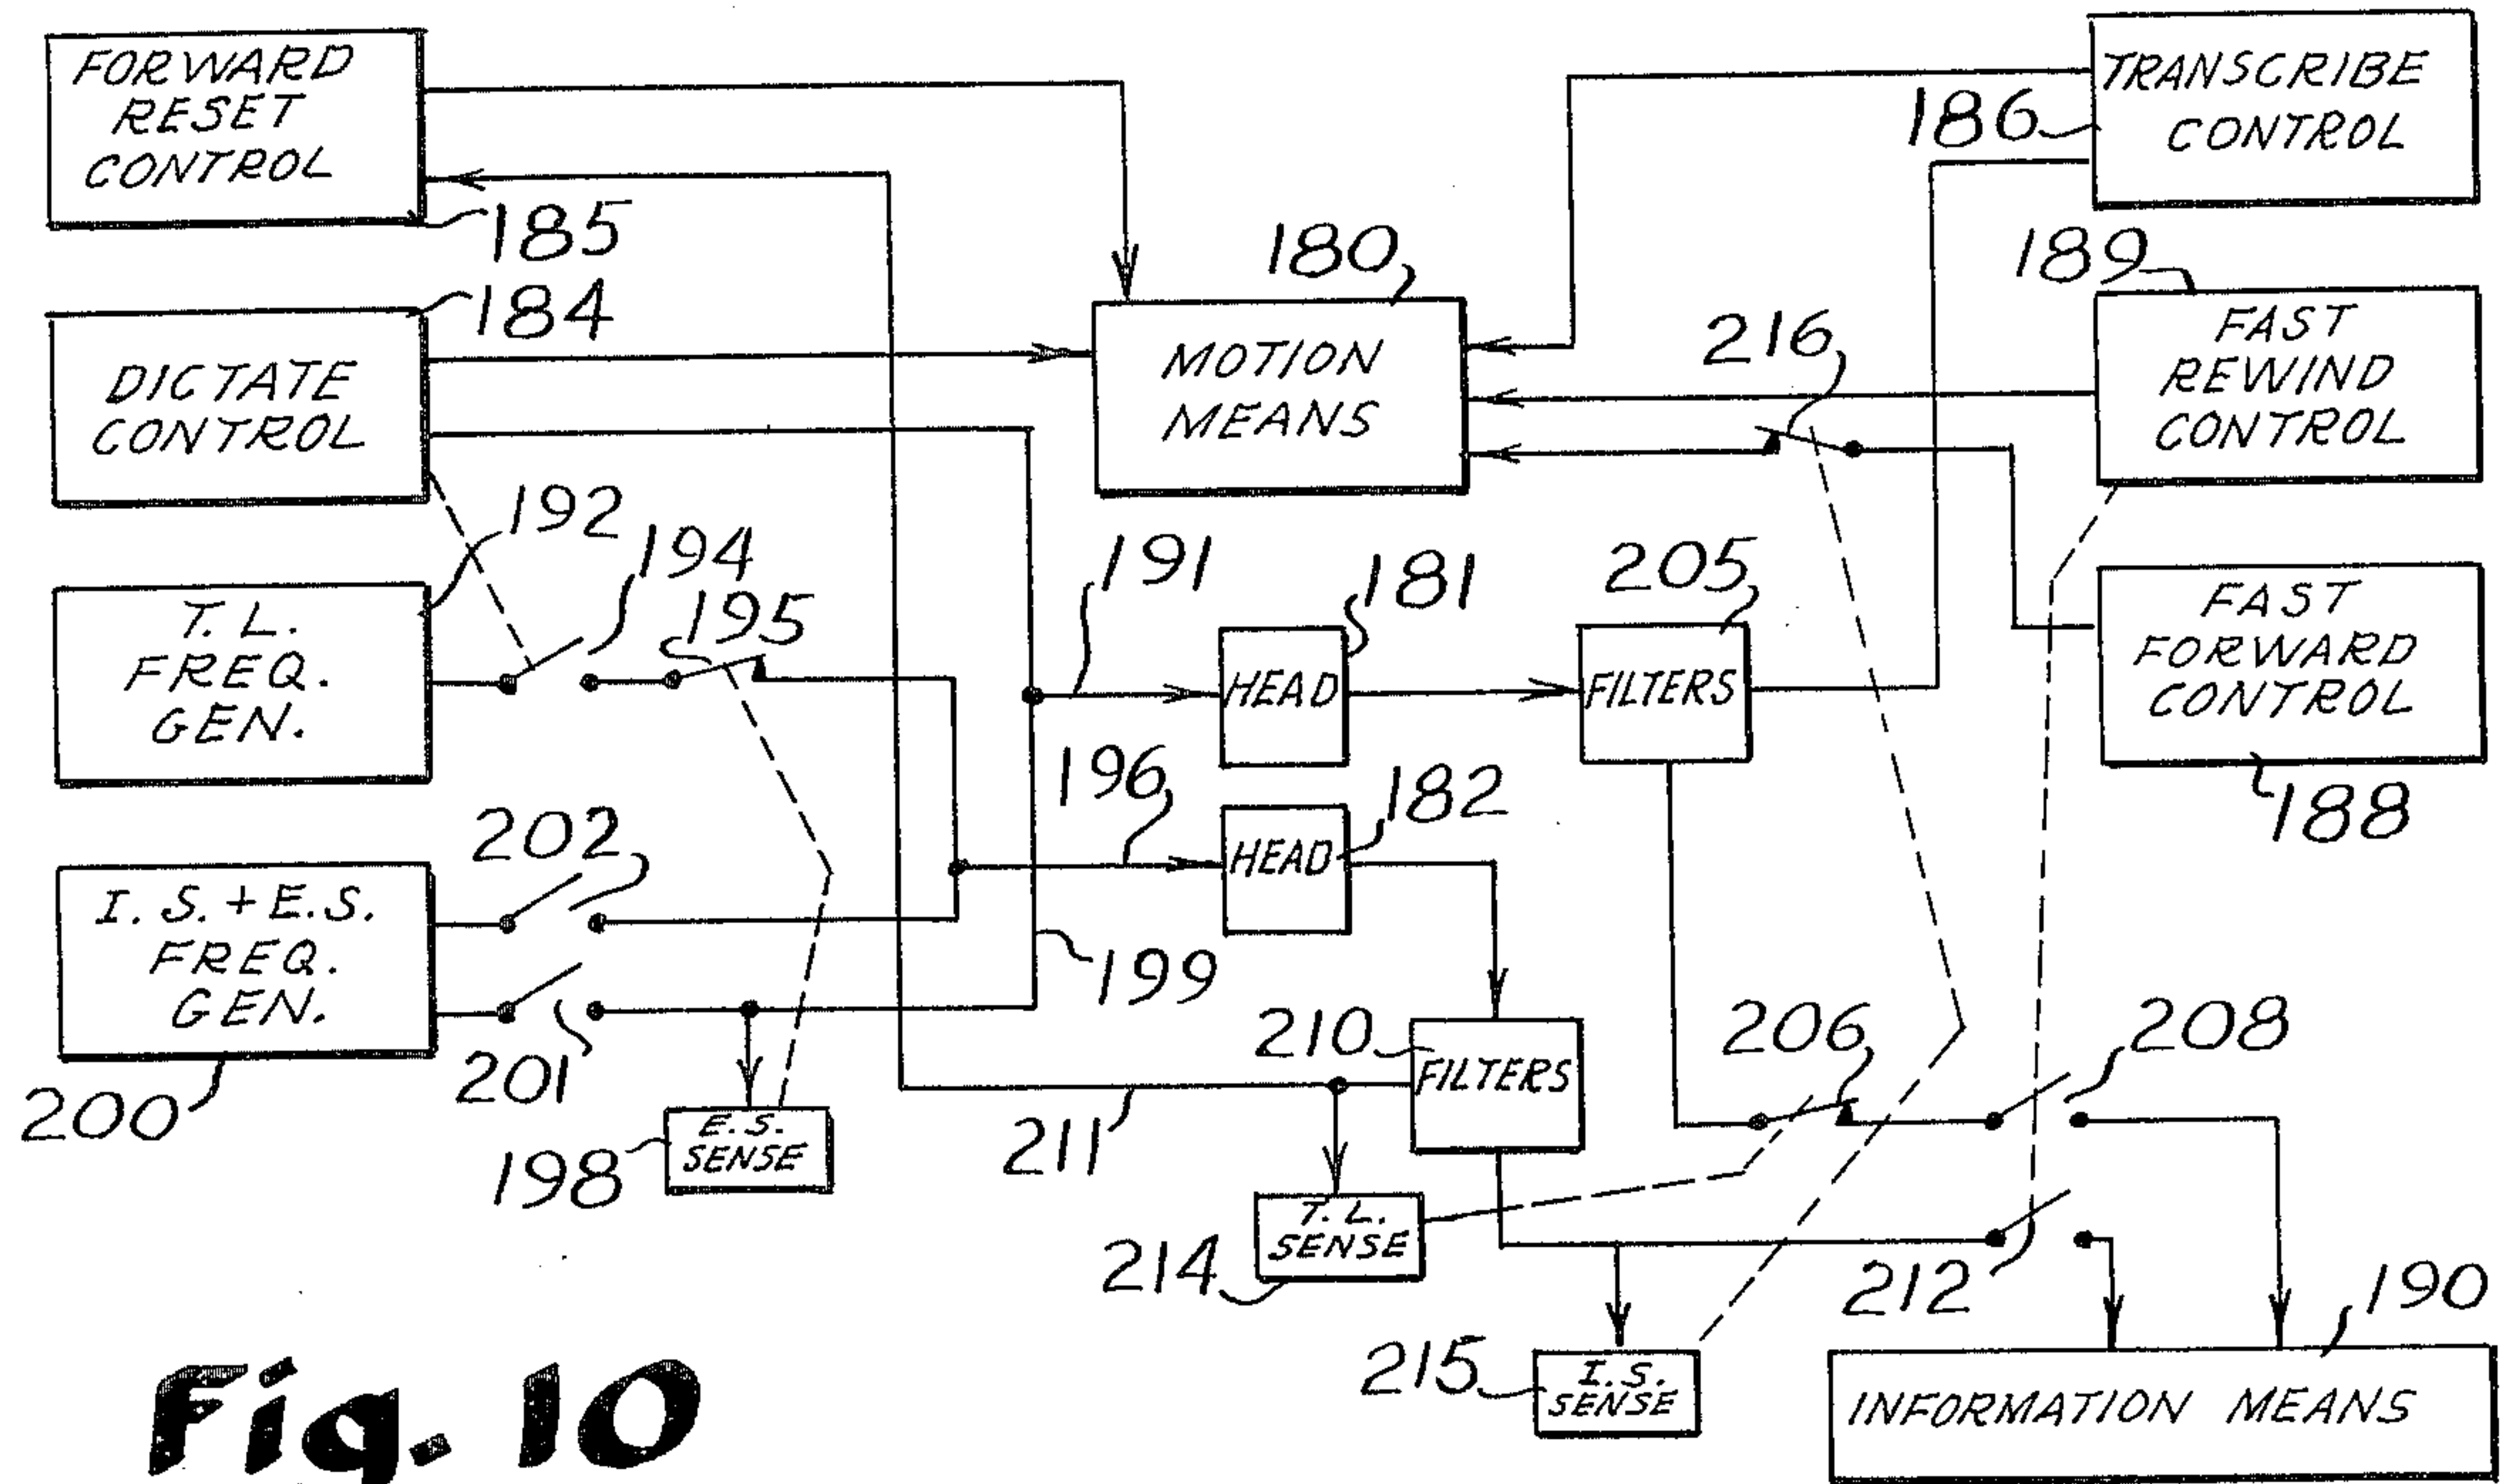 FORWARD
RESET
CONTROL
185
TRANSCRIBE
CONTROL
186
180
MOTION
MEANS
184
DICTATE
CONTROL
189
FAST
REWIND
CONTROL
216
192
T. L.
FREQ.
GEN.
194
195
191
181
HEAD
205
FILTERS
FAST
FORWARD
CONTROL
188
196
182
HEAD
202
I. S. + E. S.
FREQ.
GEN.
200
201
199
198
E. S.
SENSE
210
FILTERS
211
206
208
T. L.
SENSE
214
212
215
I. S.
SENSE
190
INFORMATION MEANS
Fig. 10